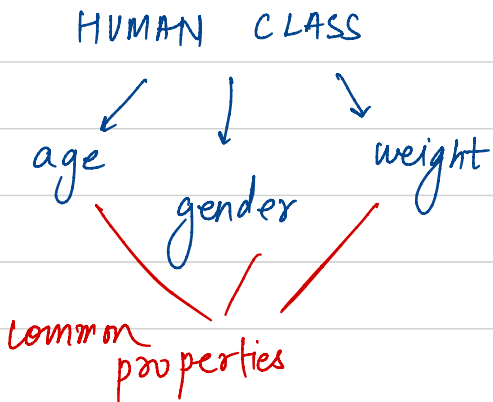 HUMAN CLASS
age
gender
weight
common
properties